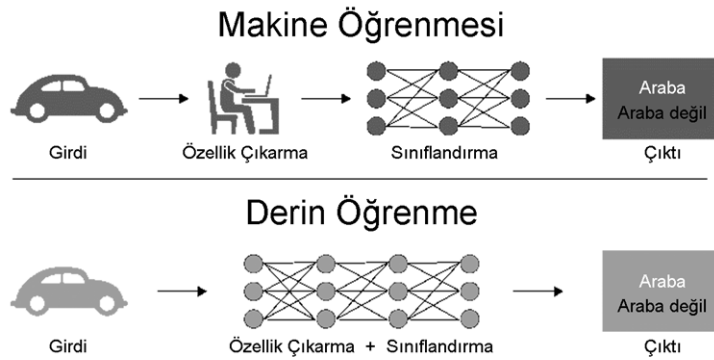 Makine Öğrenmesi
Araba
Araba değil
Girdi
Özellik Çıkarma
Sınıflandırma
Çıktı
Derin Öğrenme
Araba
Araba değil
Girdi
Özellik Çıkarma + Sınıflandırma
Çıktı